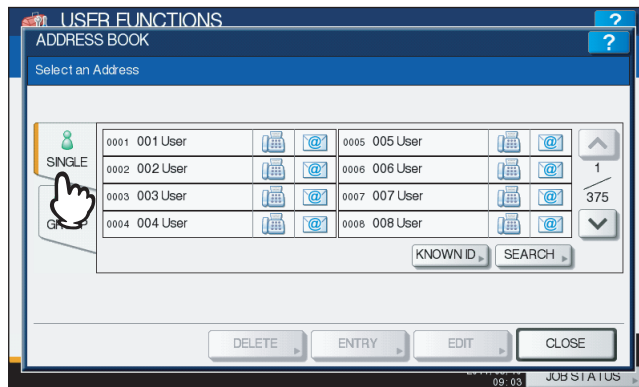 USER FUNCTIONS ?
ADDRESS BOOK ?
Select an Address
SINGLE
GROUP
0001 001 User @ 0005 005 User @
0002 002 User @ 0006 006 User @
0003 003 User @ 0007 007 User @
0004 004 User @ 0008 008 User @
1
375
KNOWN ID SEARCH
DELETE ENTRY EDIT CLOSE
09:03 JOB STATUS